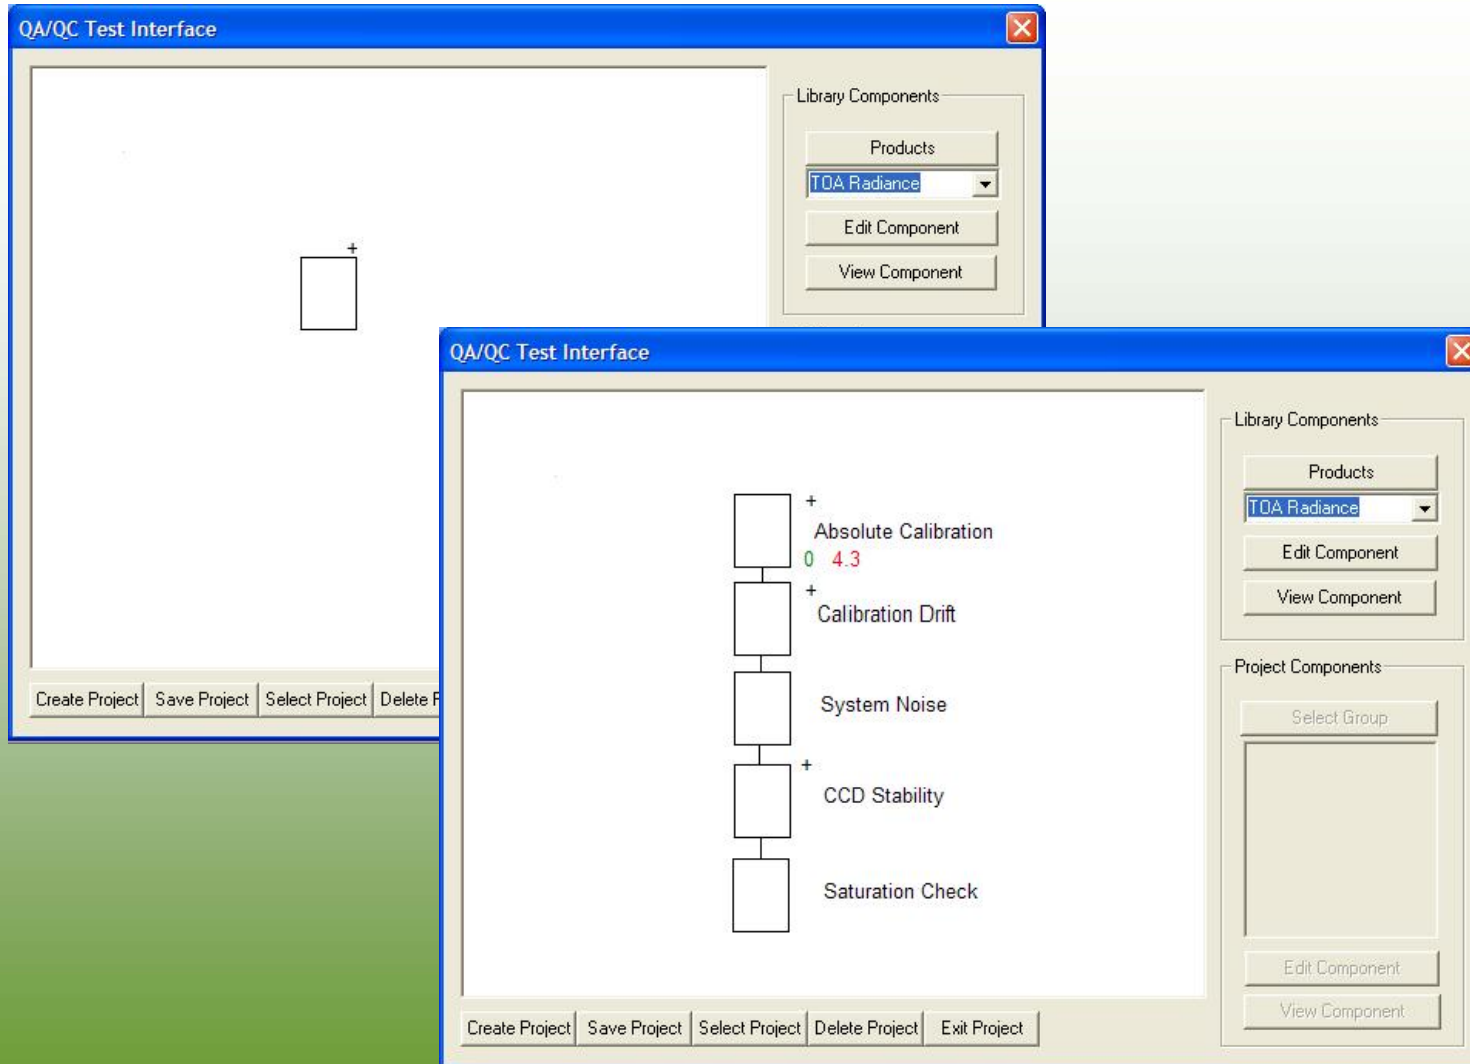 QA/QC Test Interface
+
Library Components
Products
TOA Radiance
Edit Component
View Component
Create Project Save Project Select Project Delete
QA/QC Test Interface
+
Absolute Calibration
0 4.3
+
Calibration Drift
System Noise
+
CCD Stability
Saturation Check
Library Components
Products
TOA Radiance
Edit Component
View Component
Project Components
Select Group
Edit Component
View Component
Create Project Save Project Select Project Delete Project Exit Project